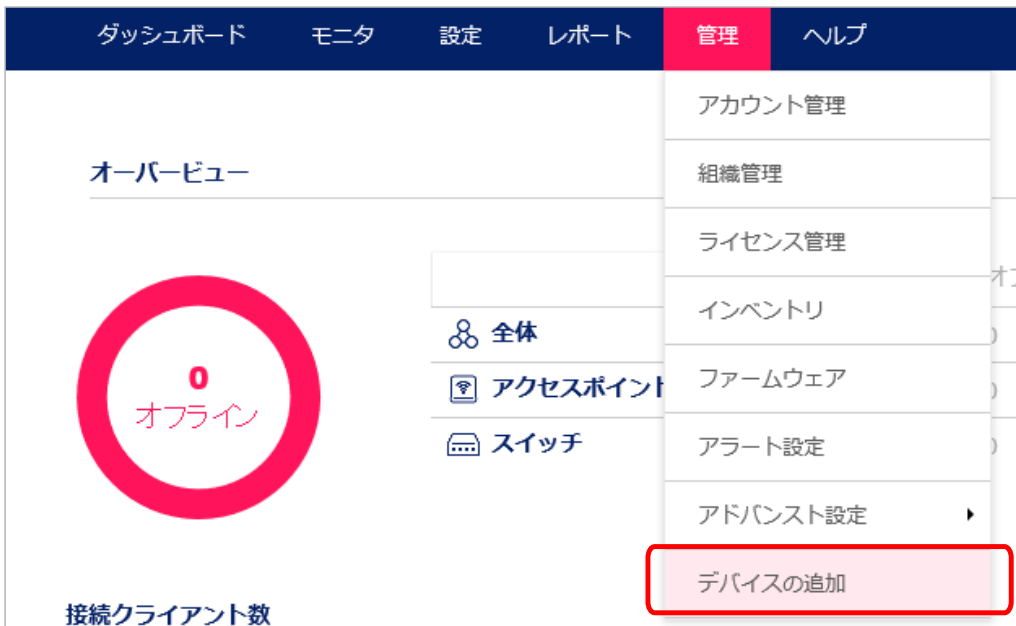 ダッシュボード モニタ 設定 レポート 管理 ヘルプ
アカウント管理
オーバービュー
組織管理
ライセンス管理
インベントリ
全体
0
オフライン
アクセスポイント
ファームウェア
スイッチ
アラート設定
アドバンスト設定
デバイスの追加
接続クライアント数